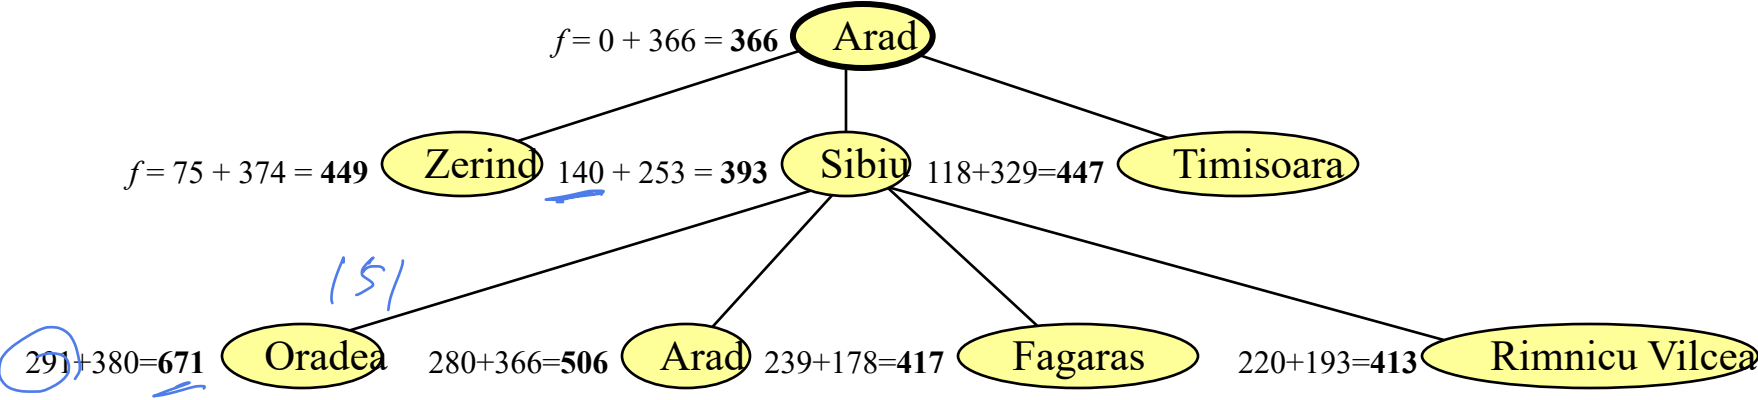 f = 0 + 366 = 366 Arad
f = 75 + 374 = 449 Zerind 140 + 253 = 393 Sibiu 118+329=447 Timisoara
151
291+380=671 Oradea 280+366=506 Arad 239+178=417 Fagaras 220+193=413 Rimnicu Vilcea